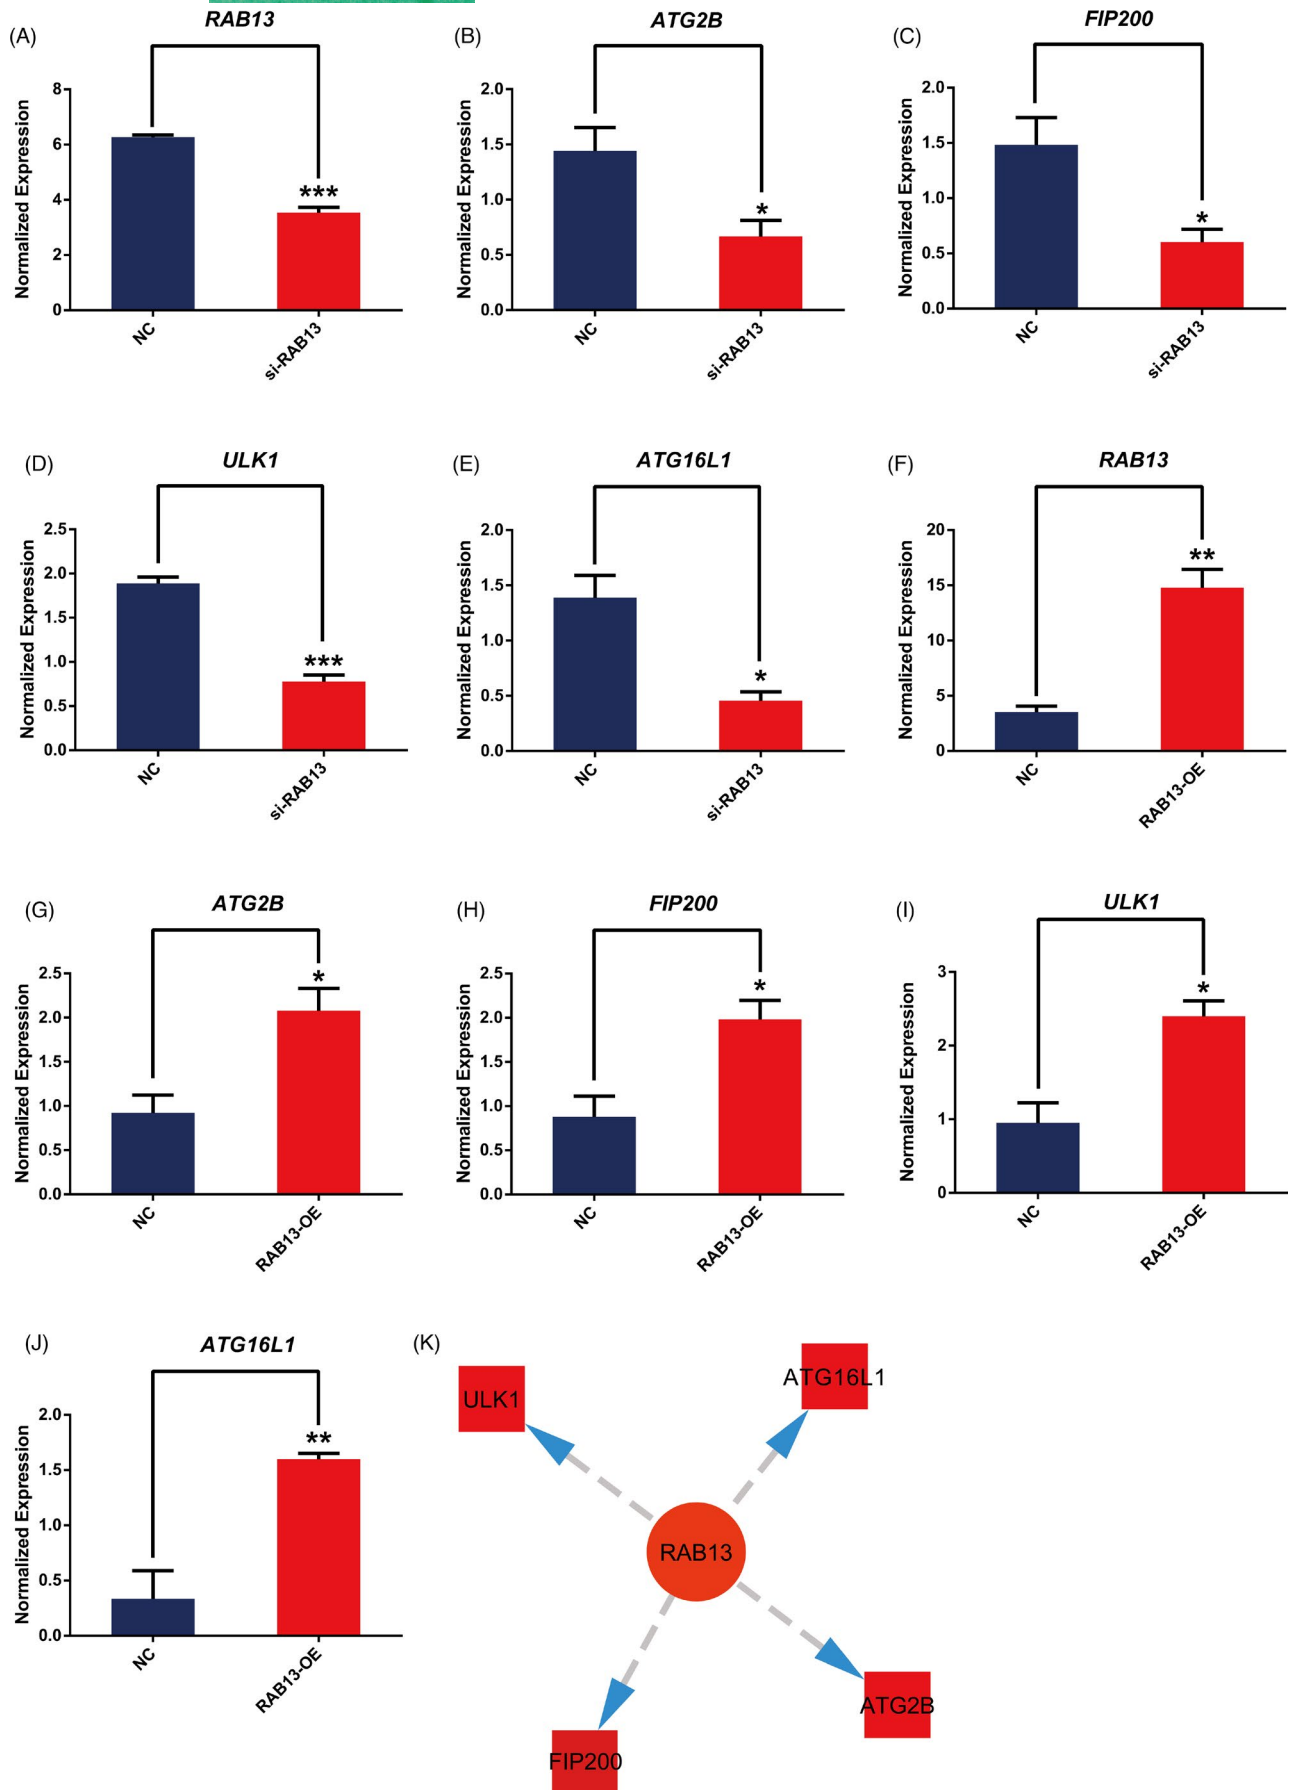 (A)
RAB13
Normalized Expression
8
6
4
2
0
***
NC
si-RAB13
(B)
ATG2B
Normalized Expression
2.0
1.5
1.0
0.5
0.0
*
NC
si-RAB13
(C)
FIP200
Normalized Expression
2.0
1.5
1.0
0.5
0.0
*
NC
si-RAB13
(D)
ULK1
Normalized Expression
2.5
2.0
1.5
1.0
0.5
0.0
***
NC
si-RAB13
(E)
ATG16L1
Normalized Expression
2.0
1.5
1.0
0.5
0.0
*
NC
si-RAB13
(F)
RAB13
Normalized Expression
20
15
10
5
0
**
NC
RAB13-OE
(G)
ATG2B
Normalized Expression
2.5
2.0
1.5
1.0
0.5
0.0
*
NC
RAB13-OE
(H)
FIP200
Normalized Expression
2.5
2.0
1.5
1.0
0.5
0.0
*
NC
RAB13-OE
(I)
ULK1
Normalized Expression
3
2
1
0
*
NC
RAB13-OE
(J)
ATG16L1
Normalized Expression
2.0
1.5
1.0
0.5
0.0
**
NC
RAB13-OE
(K)
ULK1
ATG16L1
RAB13
ATG2B
FIP200